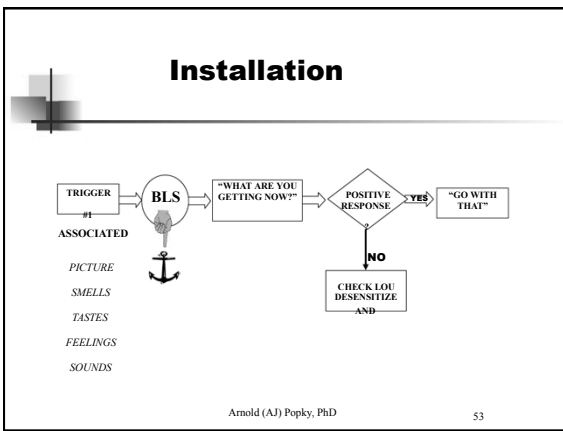 Installation
TRIGGER
#1
ASSOCIATED
PICTURE
SMELLS
TASTES
FEELINGS
SOUNDS
BLS
“WHAT ARE YOU
GETTING NOW?”
POSITIVE
RESPONSE
?
YES
“GO WITH
THAT”
NO
CHECK LOU
DESENSITIZE
AND
Arnold (AJ) Popky, PhD
53